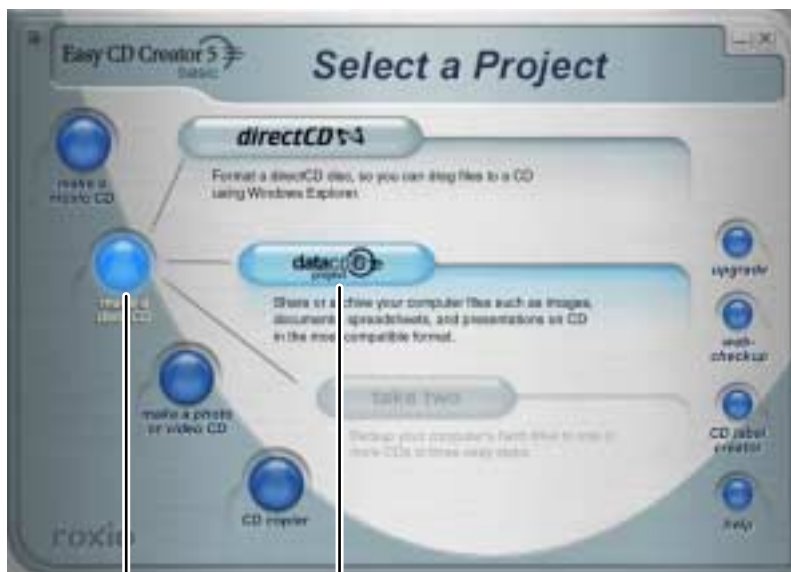 Easy CD Creator 5
BASIC
Select a Project
directCD
make a
music CD
Format a directCD disc, so you can drag files to a CD
using Windows Explorer.
datacd
project
make a
data CD
Share or archive your computer files such as images,
documents, spreadsheets, and presentations on CD
in the most compatible format.
take two
Backup your computer's hard drive to one or
more CDs in three easy steps.
make a photo
or video CD
CD copier
upgrade
web-
checkup
CD label
creator
help
roxio